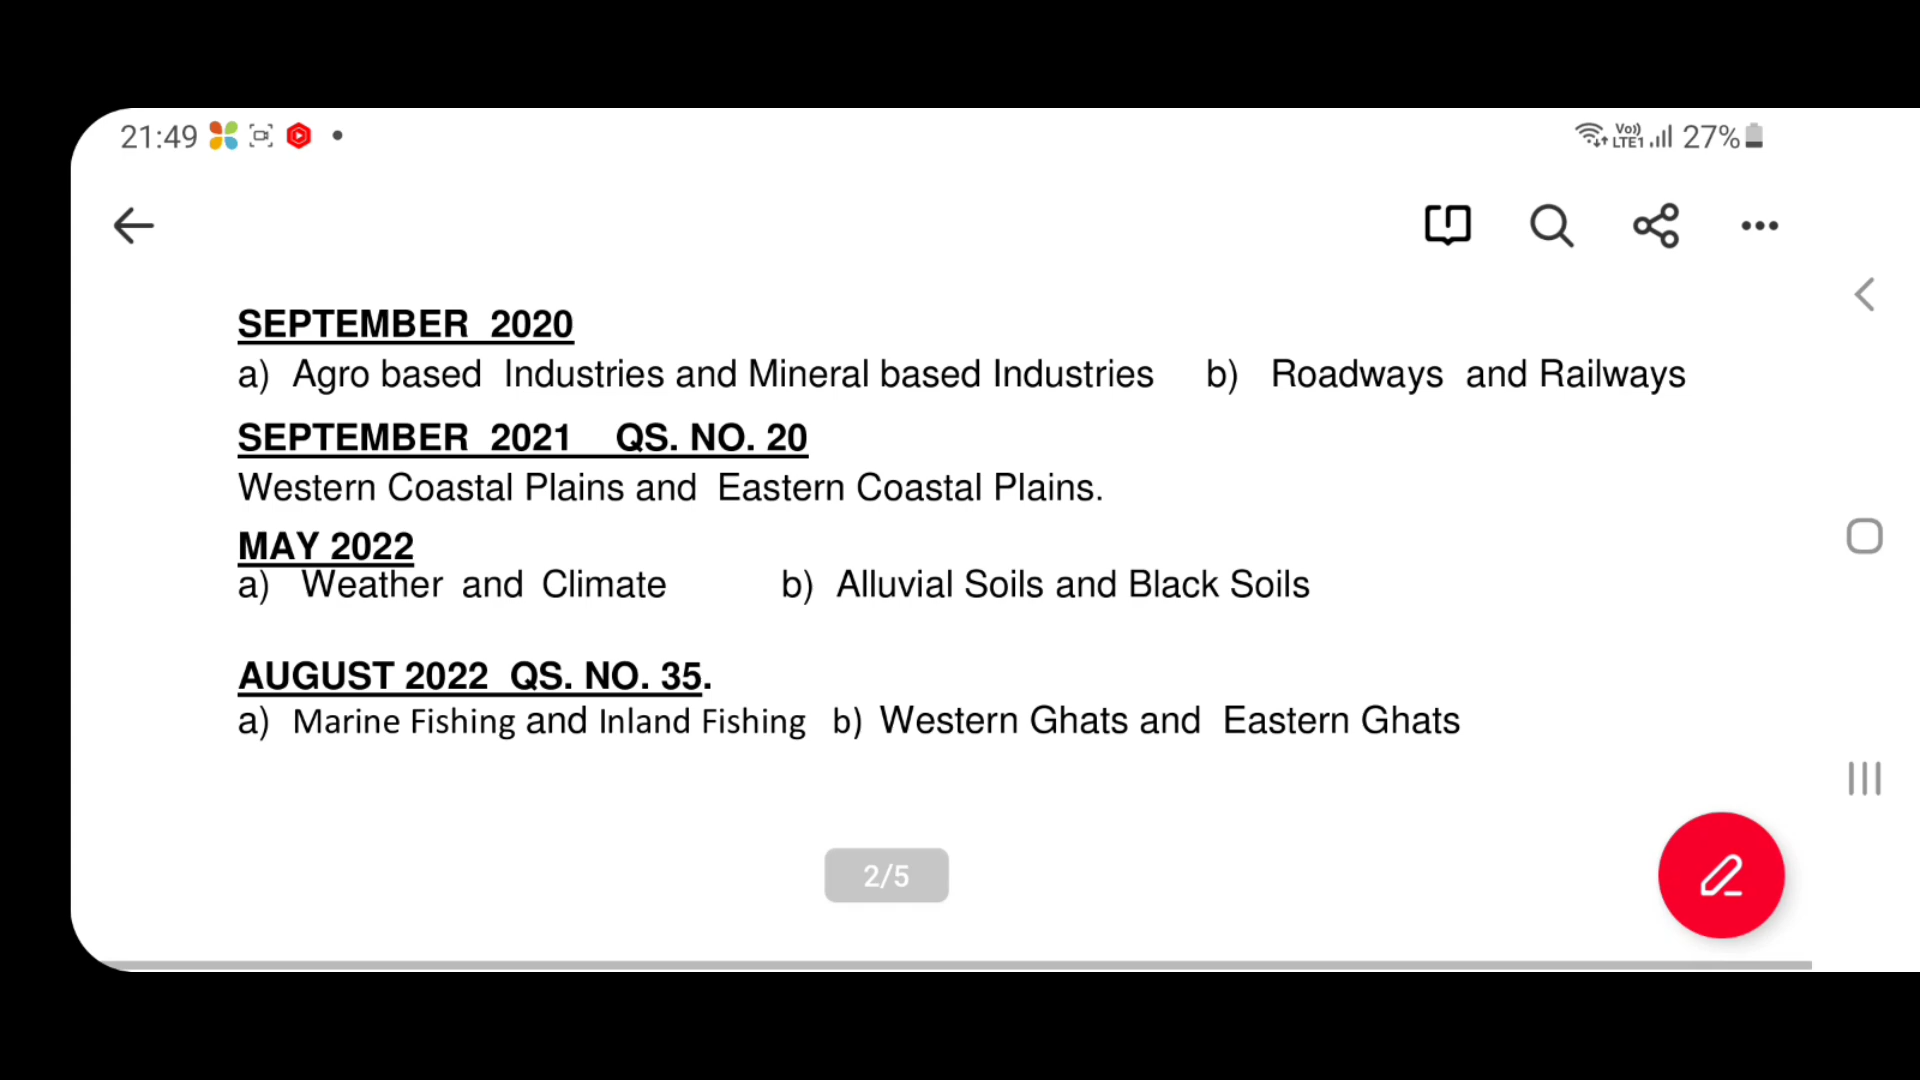 21:49 Vo)) LTE1 27%
SEPTEMBER 2020
a) Agro based Industries and Mineral based Industries b) Roadways and Railways
SEPTEMBER 2021 QS. NO. 20
Western Coastal Plains and Eastern Coastal Plains.
MAY 2022
a) Weather and Climate b) Alluvial Soils and Black Soils
AUGUST 2022 QS. NO. 35.
a) Marine Fishing and Inland Fishing b) Western Ghats and Eastern Ghats
2/5